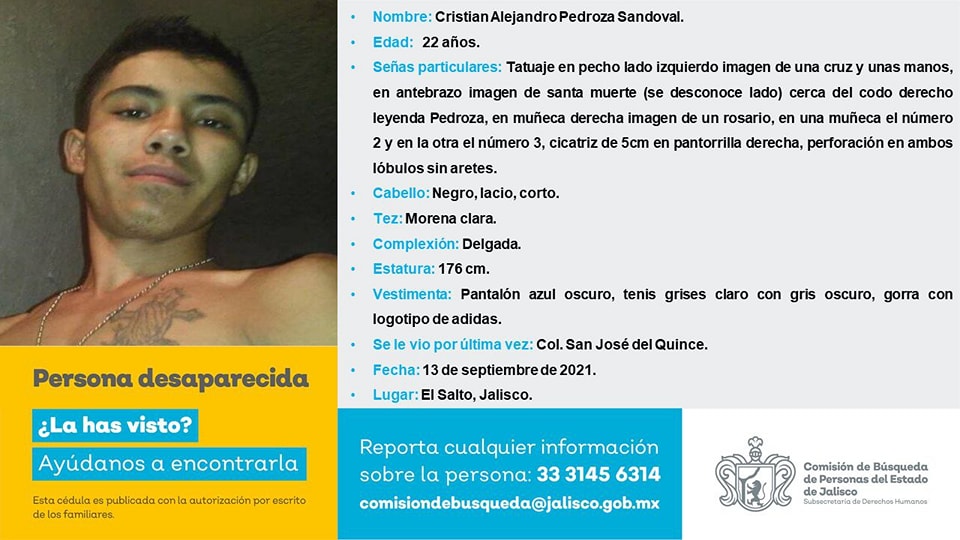 • Nombre: Cristian Alejandro Pedroza Sandoval.
• Edad: 22 años.
• Señas particulares: Tatuaje en pecho lado izquierdo imagen de una cruz y unas manos,
en antebrazo imagen de santa muerte (se desconoce lado) cerca del codo derecho
leyenda Pedroza, en muñeca derecha imagen de un rosario, en una muñeca el número
2 y en la otra el número 3, cicatriz de 5cm en pantorrilla derecha, perforación en ambos
lóbulos sin aretes.
• Cabello: Negro, lacio, corto.
• Tez: Morena clara.
• Complexión: Delgada.
• Estatura: 176 cm.
• Vestimenta: Pantalón azul oscuro, tenis grises claro con gris oscuro, gorra con
logotipo de adidas.
• Se le vio por última vez: Col. San José del Quince.
• Fecha: 13 de septiembre de 2021.
• Lugar: El Salto, Jalisco.
Persona desaparecida
¿La has visto?
Ayúdanos a encontrarla
Esta cédula es publicada con la autorización por escrito
de los familiares.
Reporta cualquier información
sobre la persona: 33 3145 6314
comisiondebusqueda@jalisco.gob.mx
Comisión de Búsqueda
de Personas del Estado
de Jalisco
Subsecretaría de Derechos Humanos